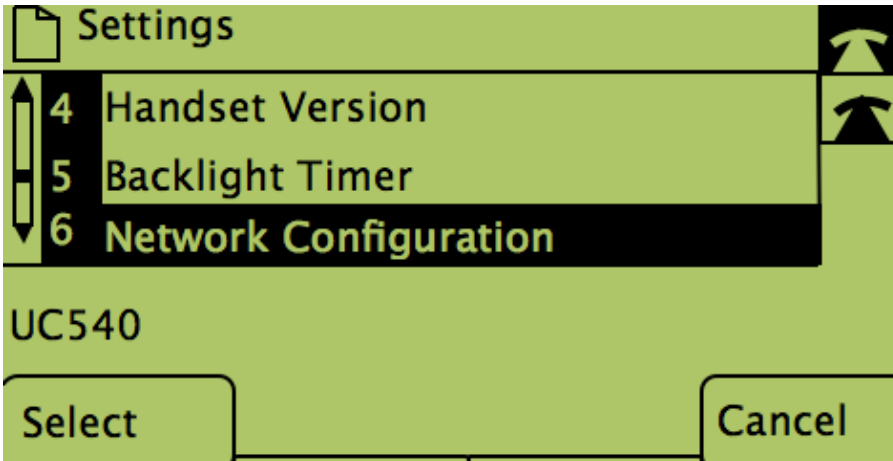 Settings
4 Handset Version
5 Backlight Timer
6 Network Configuration
UC540
Select Cancel